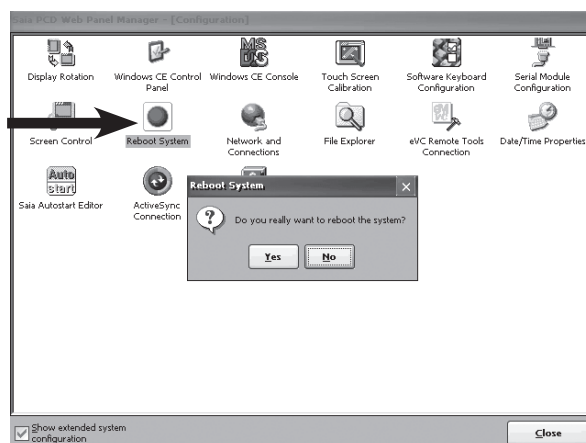 Saia PCD Web Panel Manager - [Configuration]
Display Rotation
Windows CE Control
Panel
Windows CE Console
Touch Screen
Calibration
Software Keyboard
Configuration
Serial Module
Configuration
Screen Control
Reboot System
Network and
Connections
File Explorer
eVC Remote Tools
Connection
Date/Time Properties
Auto
start
Saia Autostart Editor
ActiveSync
Connection
Reboot System
Do you really want to reboot the system?
Yes
No
Show extended system
configuration
Close